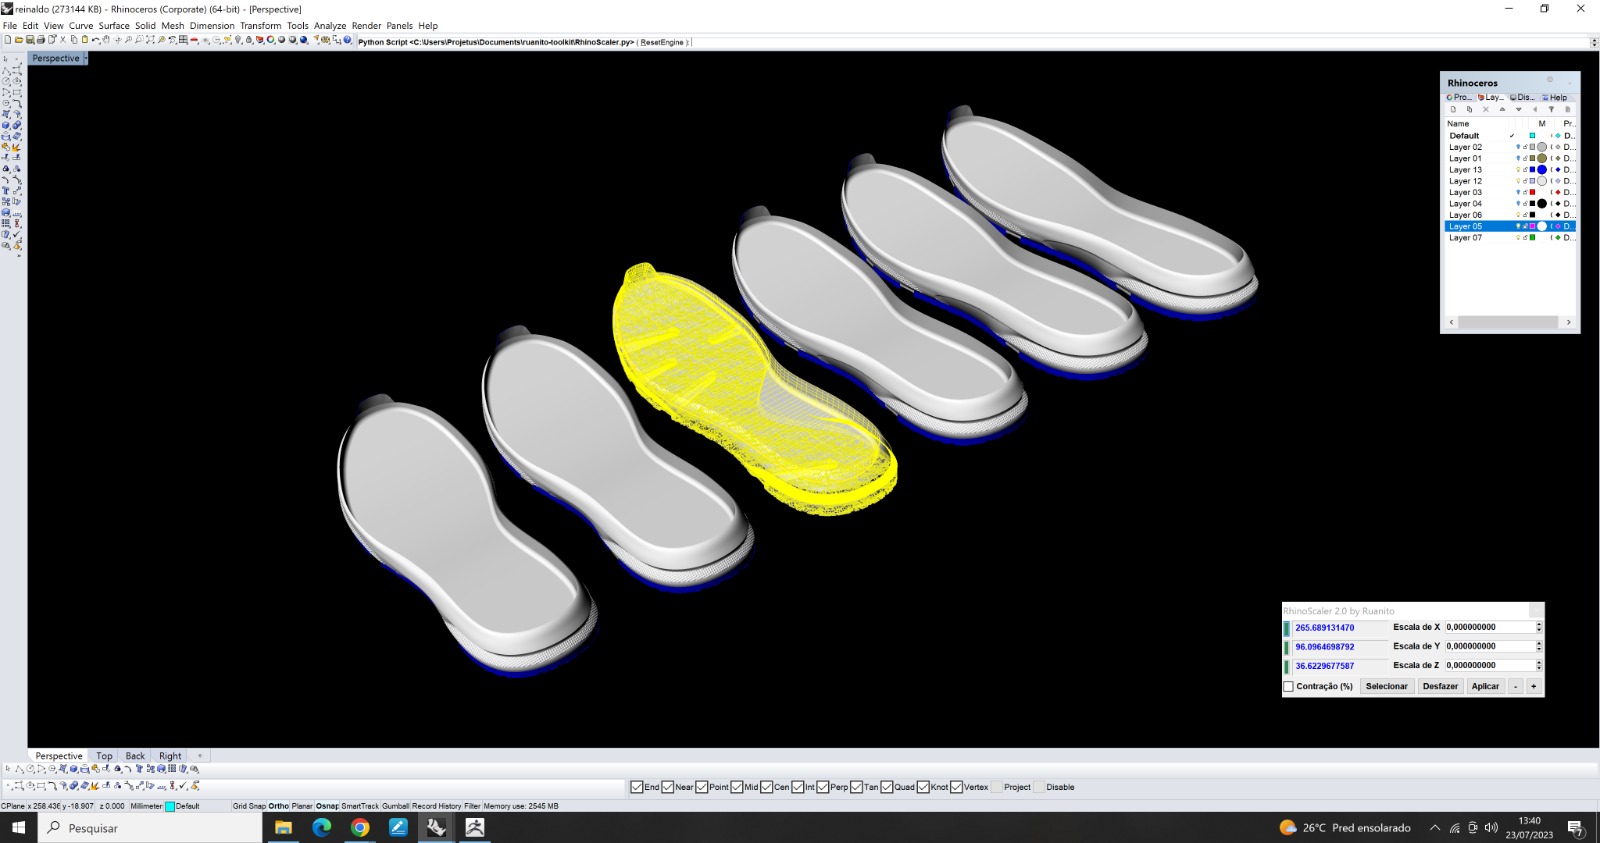 reinaldo (273144 KB) - Rhinoceros (Corporate) (64-bit) - [Perspective]
File Edit View Curve Surface Solid Mesh Dimension Transform Tools Analyze Render Panels Help
Python Script <C:\Users\Projetus\Documents\ruanito-toolkit\RhinoScaler.py> ( ResetEngine ):
Perspective
Rhinoceros
Pro... Lay... Dis... Help
Name M Pr...
Default D...
Layer 02 D...
Layer 01 D...
Layer 13 D...
Layer 12 D...
Layer 03 D...
Layer 04 D...
Layer 06 D...
Layer 05 D...
Layer 07 D...
RhinoScaler 2.0 by Ruanito
265.689131470 Escala de X 0,000000000
96.0964698792 Escala de Y 0,000000000
36.6229677587 Escala de Z 0,000000000
Contração (%) Selecionar Desfazer Aplicar - +
Perspective Top Back Right
End Near Point Mid Cen Int Perp Tan Quad Knot Vertex Project Disable
CPlane x 258.436 y -18.907 z 0.000 Millimeter Default Grid Snap Ortho Planar Osnap SmartTrack Gumball Record History Filter Memory use: 2545 MB
Pesquisar
26°C Pred ensolarado
13:40
23/07/2023
7